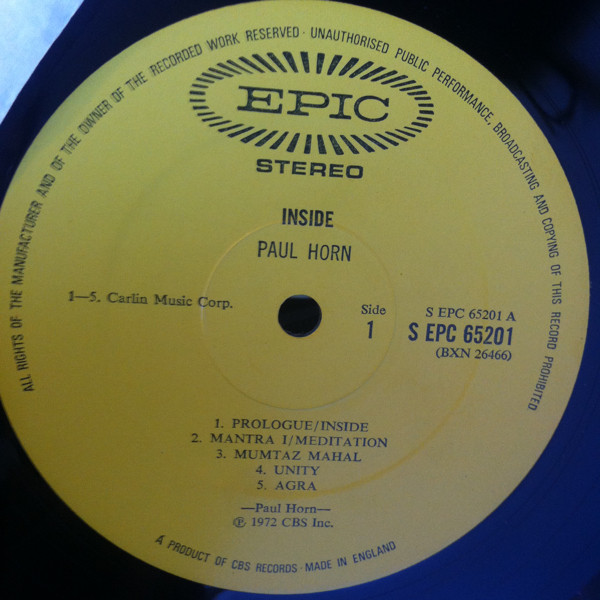 ALL RIGHTS OF THE MANUFACTURER AND OF THE OWNER OF THE RECORDED WORK RESERVED · UNAUTHORISED PUBLIC PERFORMANCE, BROADCASTING AND COPYING OF THIS RECORD PROHIBITED
EPIC
STEREO
INSIDE
PAUL HORN
1—5. Carlin Music Corp.
Side
1
S EPC 65201 A
S EPC 65201
(BXN 26466)
1. PROLOGUE/INSIDE
2. MANTRA I/MEDITATION
3. MUMTAZ MAHAL
4. UNITY
5. AGRA
—Paul Horn—
℗ 1972 CBS Inc.
A PRODUCT OF CBS RECORDS · MADE IN ENGLAND